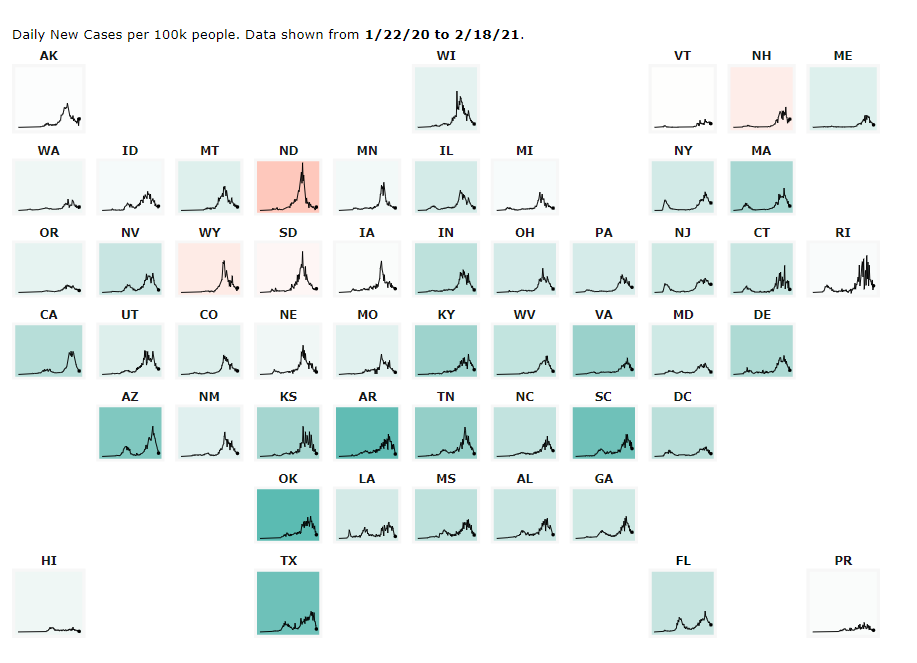 Daily New Cases per 100k people. Data shown from 1/22/20 to 2/18/21.
AK WI VT NH ME
WA ID MT ND MN IL MI NY MA
OR NV WY SD IA IN OH PA NJ CT RI
CA UT CO NE MO KY WV VA MD DE
AZ NM KS AR TN NC SC DC
OK LA MS AL GA
HI TX FL PR